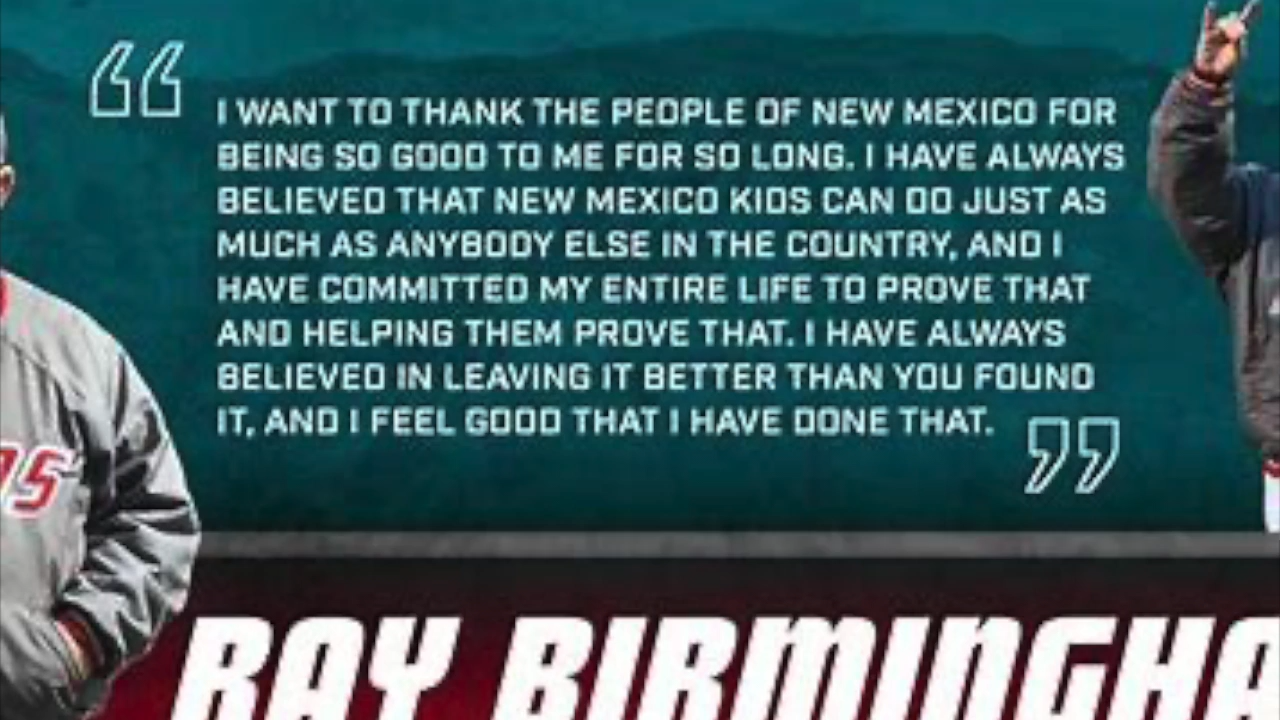 I WANT TO THANK THE PEOPLE OF NEW MEXICO FOR
BEING SO GOOD TO ME FOR SO LONG. I HAVE ALWAYS
BELIEVED THAT NEW MEXICO KIDS CAN DO JUST AS
MUCH AS ANYBODY ELSE IN THE COUNTRY, AND I
HAVE COMMITTED MY ENTIRE LIFE TO PROVE THAT
AND HELPING THEM PROVE THAT. I HAVE ALWAYS
BELIEVED IN LEAVING IT BETTER THAN YOU FOUND
IT, AND I FEEL GOOD THAT I HAVE DONE THAT.
RAY BIRMINGHA